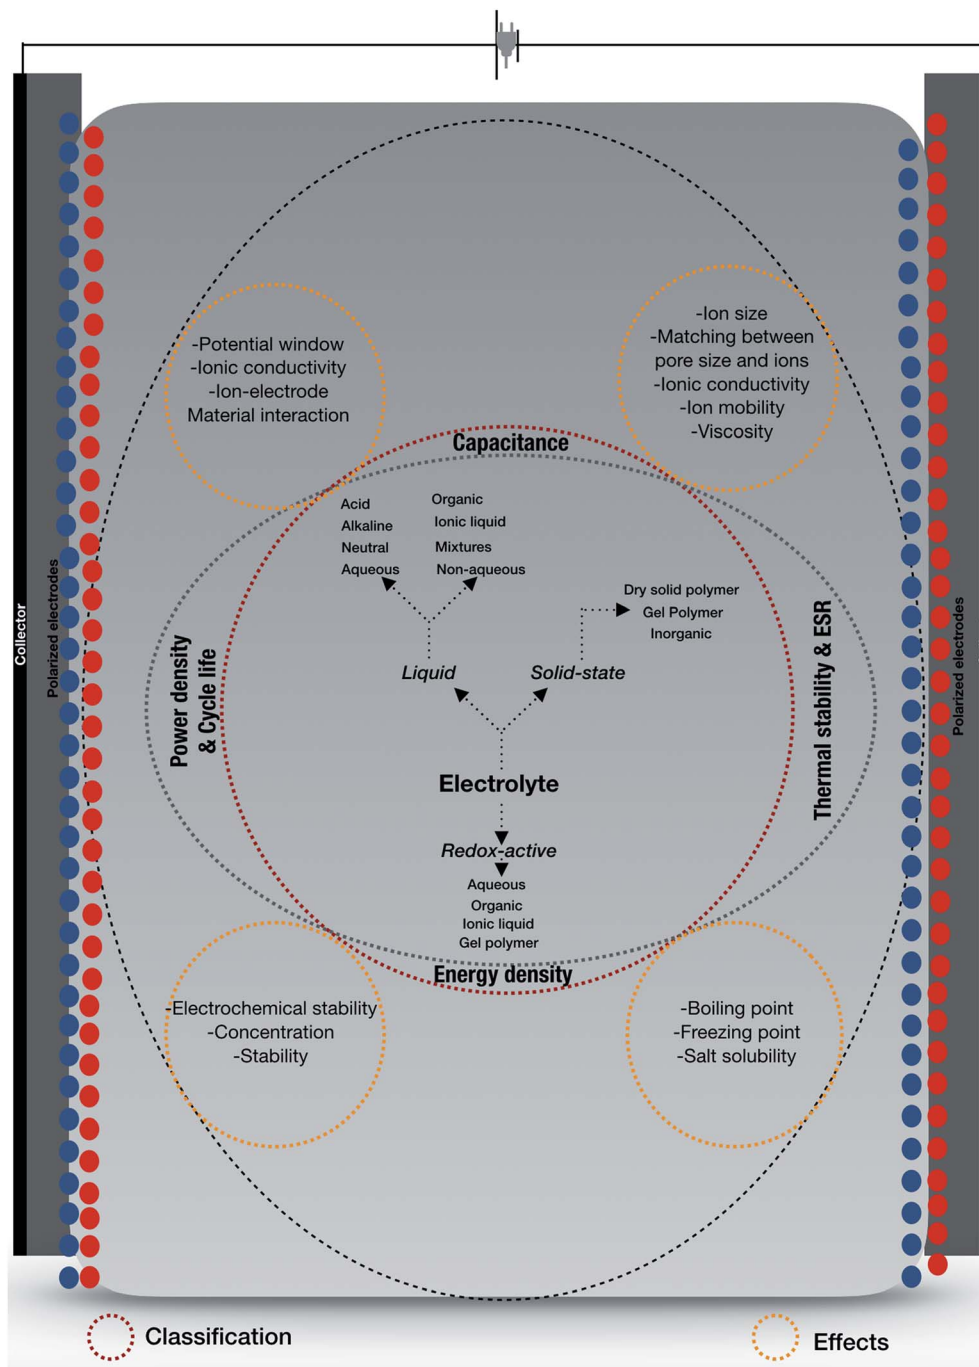 -Potential window
-Ionic conductivity
-Ion-electrode
Material interaction
-Ion size
-Matching between
pore size and ions
-Ionic conductivity
-Ion mobility
-Viscosity
Capacitance
Acid
Alkaline
Neutral
Aqueous
Organic
Ionic liquid
Mixtures
Non-aqueous
Dry solid polymer
Gel Polymer
Inorganic
Liquid
Solid-state
Collector
Polarized electrodes
Power density
& Cycle life
Thermal stability & ESR
Polarized electrodes
Electrolyte
Redox-active
Aqueous
Organic
Ionic liquid
Gel polymer
Energy density
-Electrochemical stability
-Concentration
-Stability
-Boiling point
-Freezing point
-Salt solubility
Classification
Effects